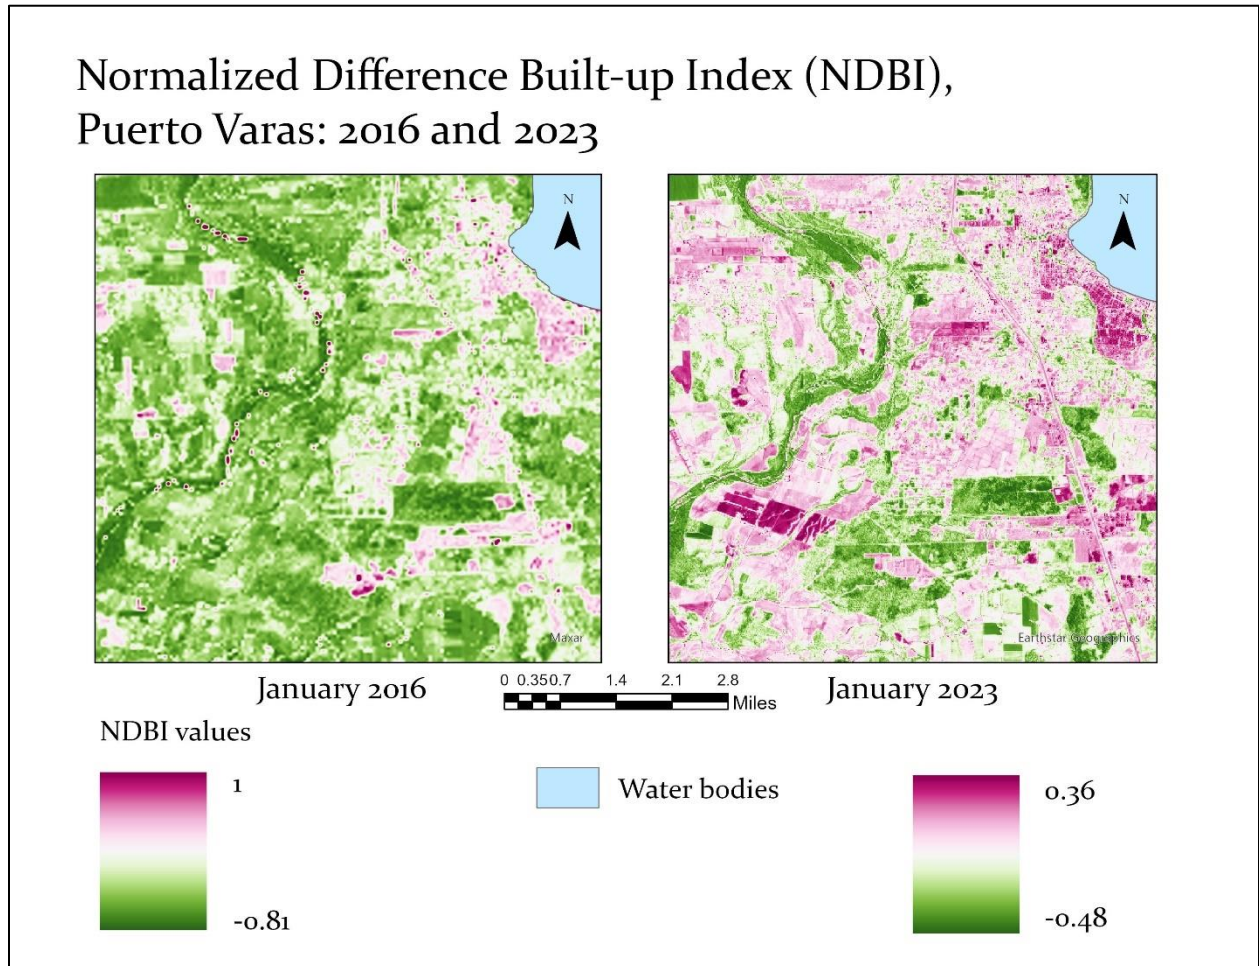 Normalized Difference Built-up Index (NDBI),
Puerto Varas: 2016 and 2023
N
N
Maxar
Earthstar Geographics
January 2016
0 0.35 0.7 1.4 2.1 2.8
Miles
January 2023
NDBI values
1
-0.81
Water bodies
0.36
-0.48